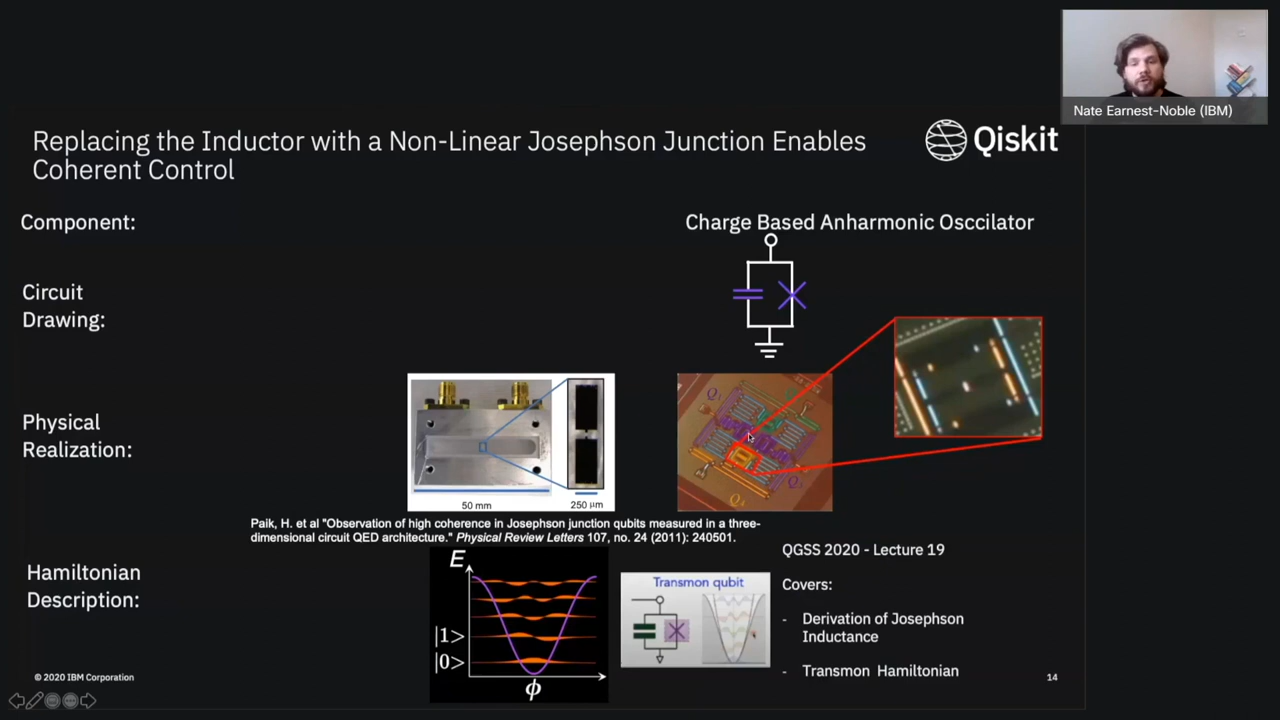 Nate Earnest-Noble (IBM)
Replacing the Inductor with a Non-Linear Josephson Junction Enables
Coherent Control
Qiskit
Component:
Charge Based Anharmonic Osccilator
Circuit
Drawing:
Physical
Realization:
Q1
Q3
Q4
50 mm
250 μm
Paik, H. et al "Observation of high coherence in Josephson junction qubits measured in a three-
dimensional circuit QED architecture." Physical Review Letters 107, no. 24 (2011): 240501.
Hamiltonian
Description:
E
|1>
|0>
ϕ
Transmon qubit
QGSS 2020 - Lecture 19
Covers:
- Derivation of Josephson
Inductance
- Transmon Hamiltonian
© 2020 IBM Corporation
14